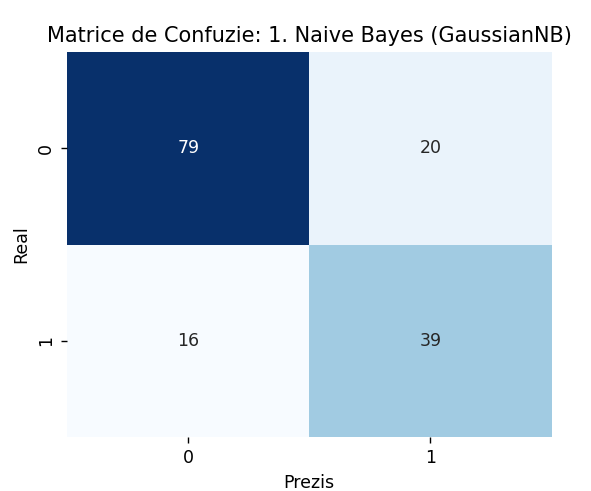 Matrice de Confuzie: 1. Naive Bayes (GaussianNB)
0
79
20
Real
1
16
39
0
1
Prezis